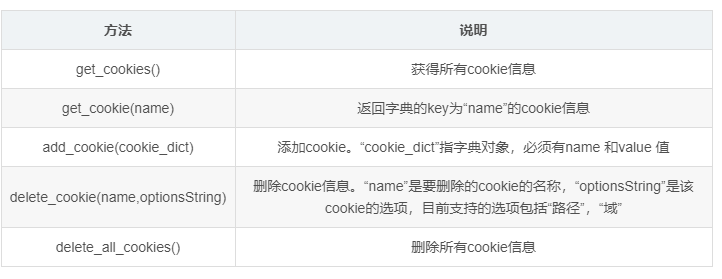 方法 说明
get_cookies() 获得所有cookie信息
get_cookie(name) 返回字典的key为“name”的cookie信息
add_cookie(cookie_dict) 添加cookie。“cookie_dict”指字典对象，必须有name 和value 值
delete_cookie(name,optionsString) 删除cookie信息。“name”是要删除的cookie的名称，“optionsString”是该
cookie的选项，目前支持的选项包括“路径”，“域”
delete_all_cookies() 删除所有cookie信息